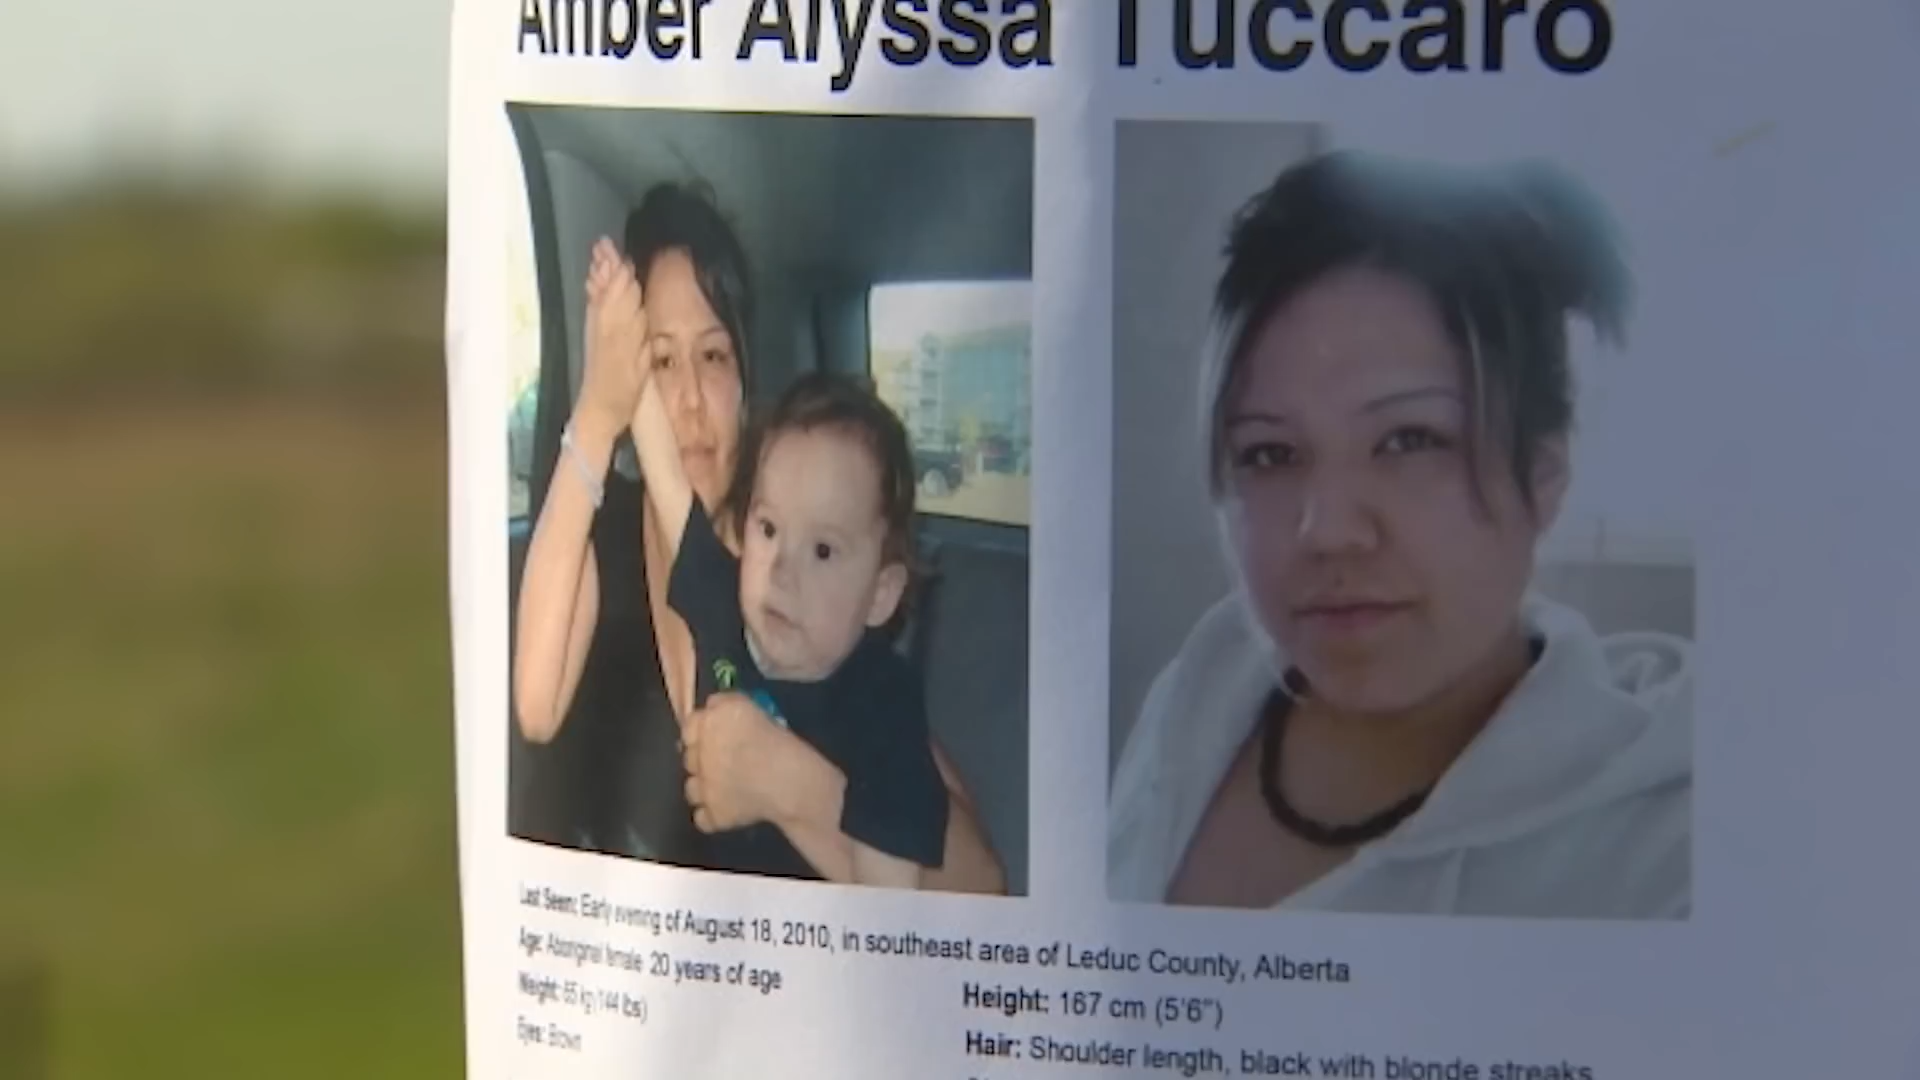 Amber Alyssa Tuccaro
Last Seen: Early evening of August 18, 2010, in southeast area of Leduc County, Alberta
Age: Aboriginal female 20 years of age
Weight: 65 kg (144 lbs)
Height: 167 cm (5'6")
Eyes: Brown
Hair: Shoulder length, black with blonde streaks